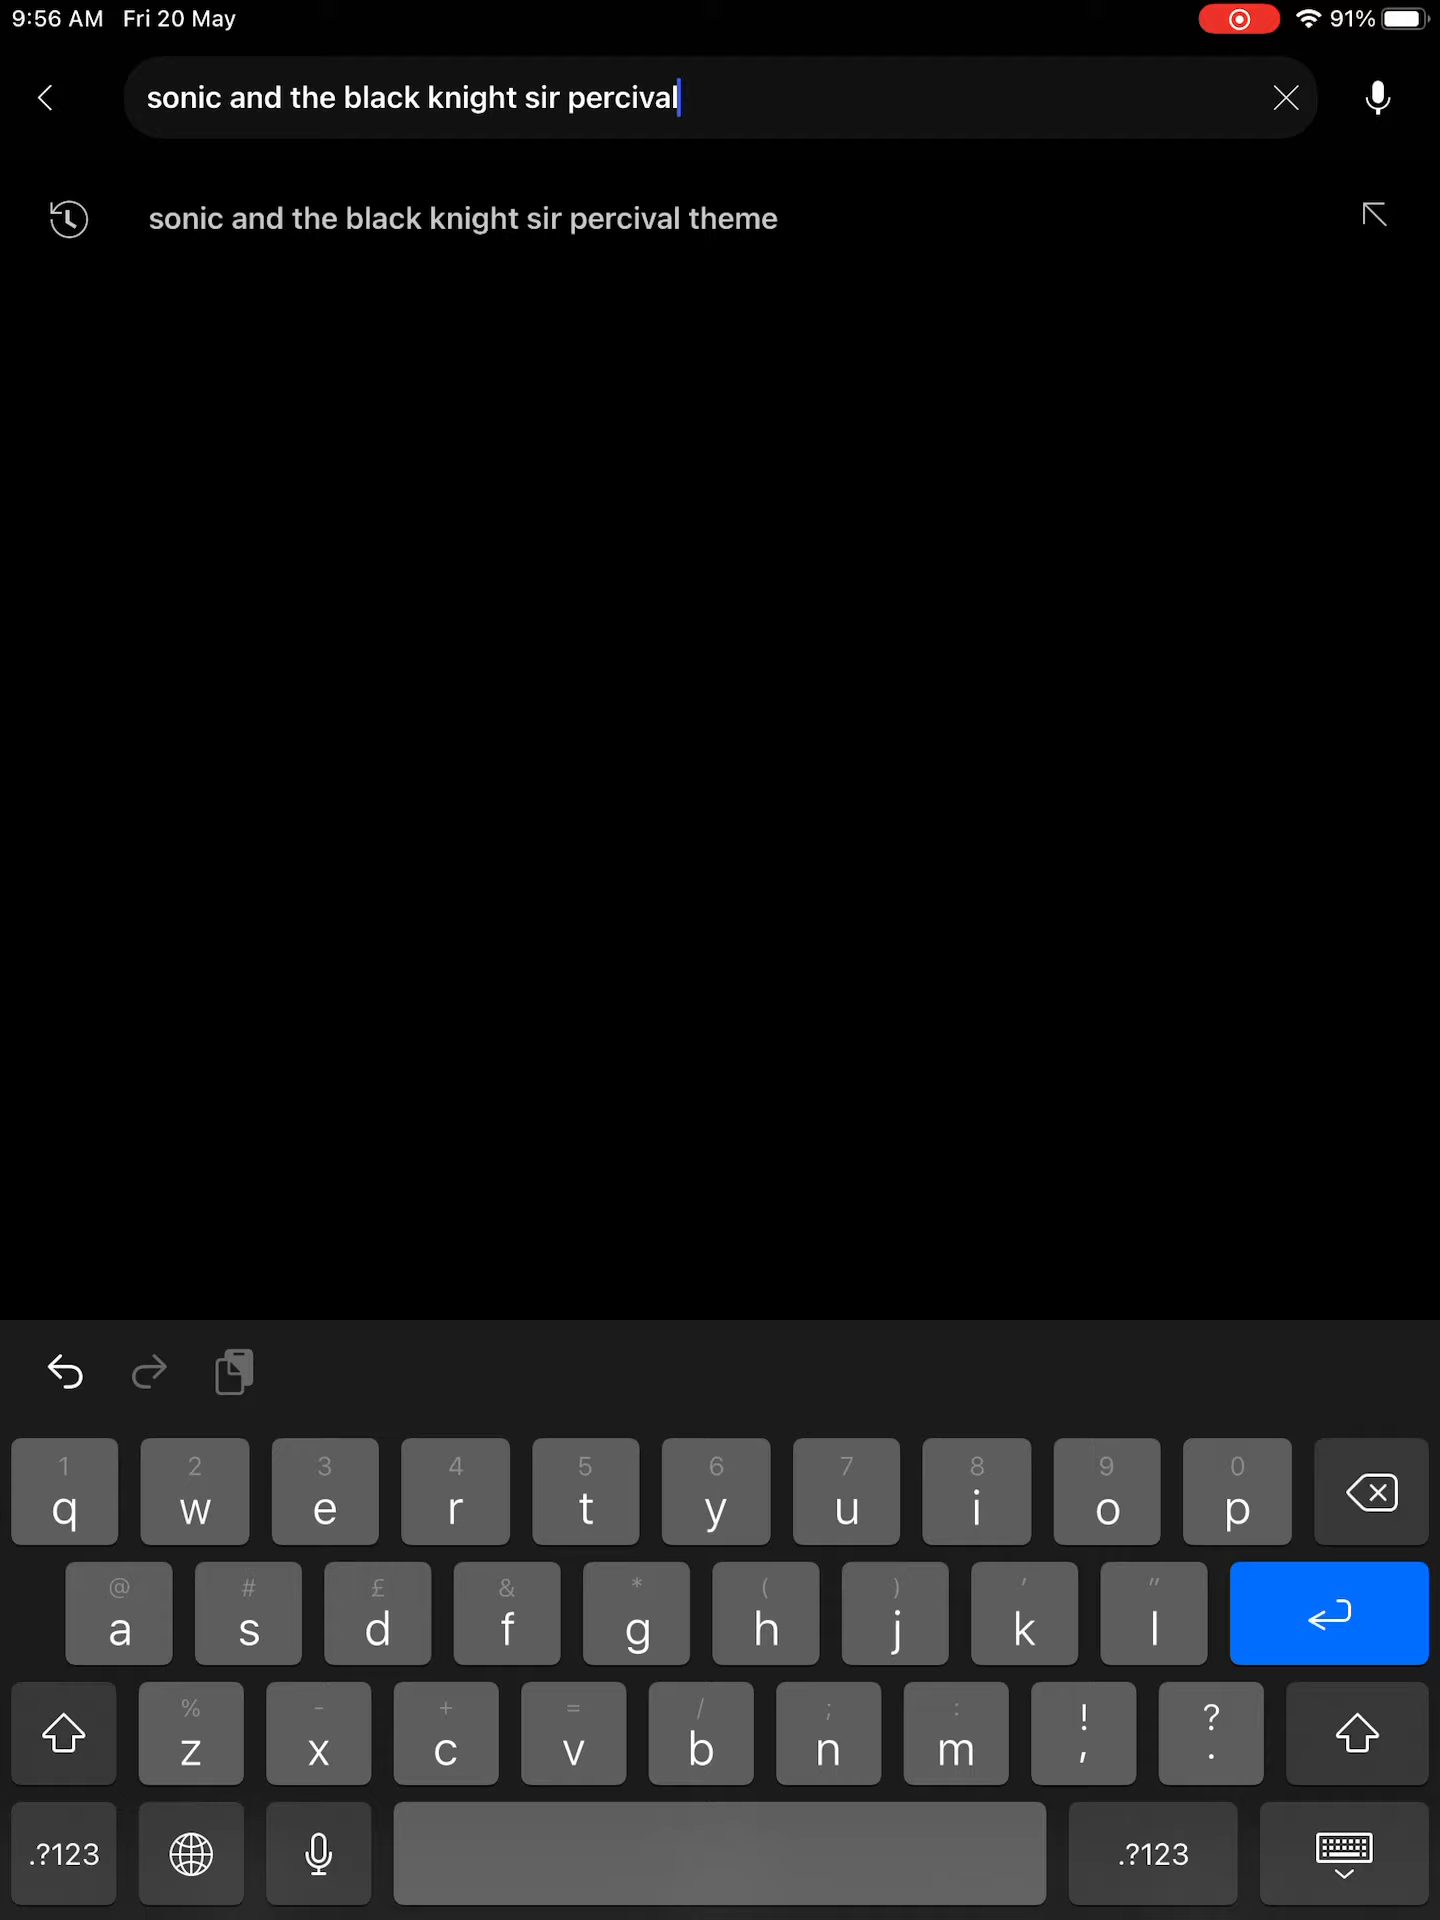 9:56 AM Fri 20 May 91%
sonic and the black knight sir percival
sonic and the black knight sir percival theme
1 2 3 4 5 6 7 8 9 0
q w e r t y u i o p
@ # £ & * ( ) ' "
a s d f g h j k l
% - + = / ; : ! ?
z x c v b n m , .
.?123 .?123